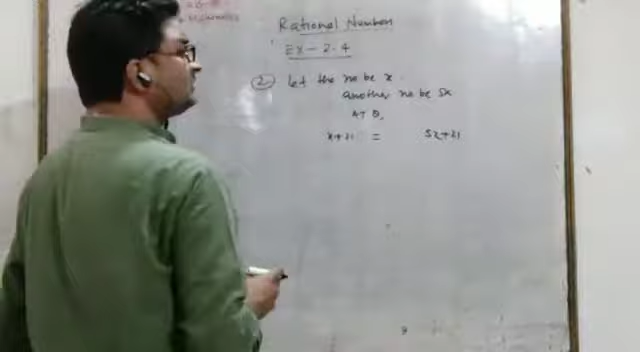 Rational Number
EX - 2.4
(2) Let the no be x.
another no be 5x
ATQ,
x+21 = 5x+21